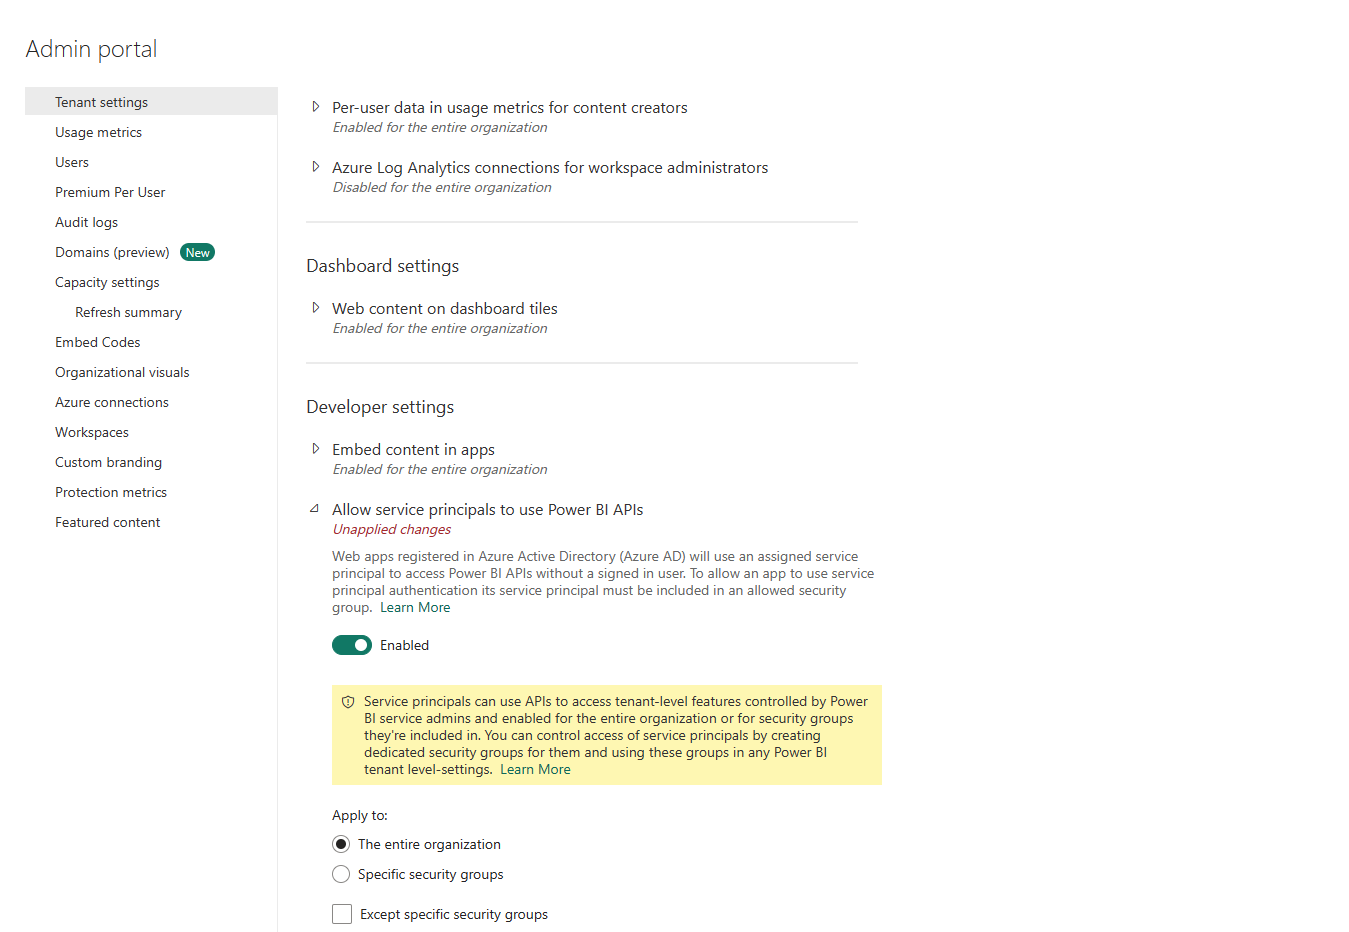 Admin portal
Tenant settings
Usage metrics
Users
Premium Per User
Audit logs
Domains (preview) New
Capacity settings
Refresh summary
Embed Codes
Organizational visuals
Azure connections
Workspaces
Custom branding
Protection metrics
Featured content
Per-user data in usage metrics for content creators
Enabled for the entire organization
Azure Log Analytics connections for workspace administrators
Disabled for the entire organization
Dashboard settings
Web content on dashboard tiles
Enabled for the entire organization
Developer settings
Embed content in apps
Enabled for the entire organization
Allow service principals to use Power BI APIs
Unapplied changes
Web apps registered in Azure Active Directory (Azure AD) will use an assigned service
principal to access Power BI APIs without a signed in user. To allow an app to use service
principal authentication its service principal must be included in an allowed security
group. Learn More
Enabled
Service principals can use APIs to access tenant-level features controlled by Power
BI service admins and enabled for the entire organization or for security groups
they're included in. You can control access of service principals by creating
dedicated security groups for them and using these groups in any Power BI
tenant level-settings. Learn More
Apply to:
The entire organization
Specific security groups
Except specific security groups